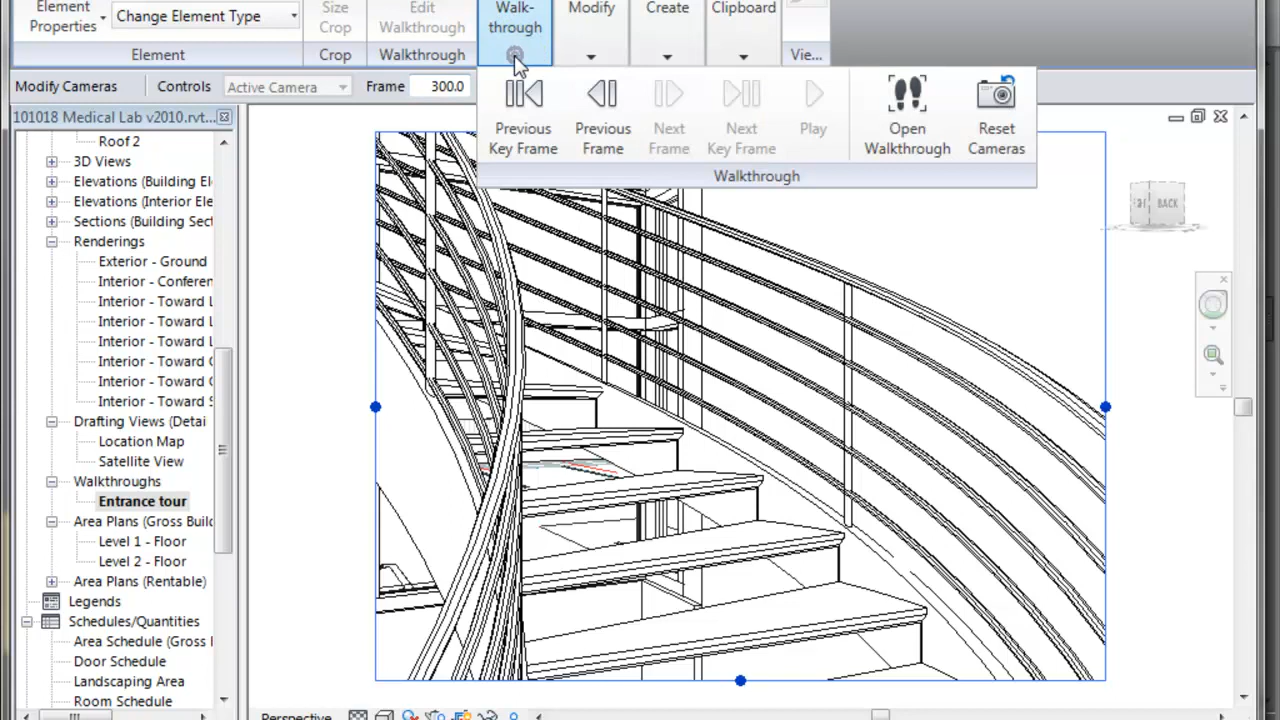 Element
Properties
Change Element Type
Size
Crop
Edit
Walkthrough
Walk-
through
Modify
Create
Clipboard
Element
Crop
Walkthrough
Vie...
Modify Cameras
Controls
Active Camera
Frame
300.0
Previous
Key Frame
Previous
Frame
Next
Frame
Next
Key Frame
Play
Open
Walkthrough
Reset
Cameras
Walkthrough
101018 Medical Lab v2010.rvt...
Roof 2
3D Views
Elevations (Building El
Elevations (Interior Ele
Sections (Building Sect
Renderings
Exterior - Ground
Interior - Conferen
Interior - Toward L
Interior - Toward L
Interior - Toward L
Interior - Toward C
Interior - Toward C
Interior - Toward S
Drafting Views (Detai
Location Map
Satellite View
Walkthroughs
Entrance tour
Area Plans (Gross Build
Level 1 - Floor
Level 2 - Floor
Area Plans (Rentable)
Legends
Schedules/Quantities
Area Schedule (Gross I
Door Schedule
Landscaping Area
Room Schedule
BACK
Perspective